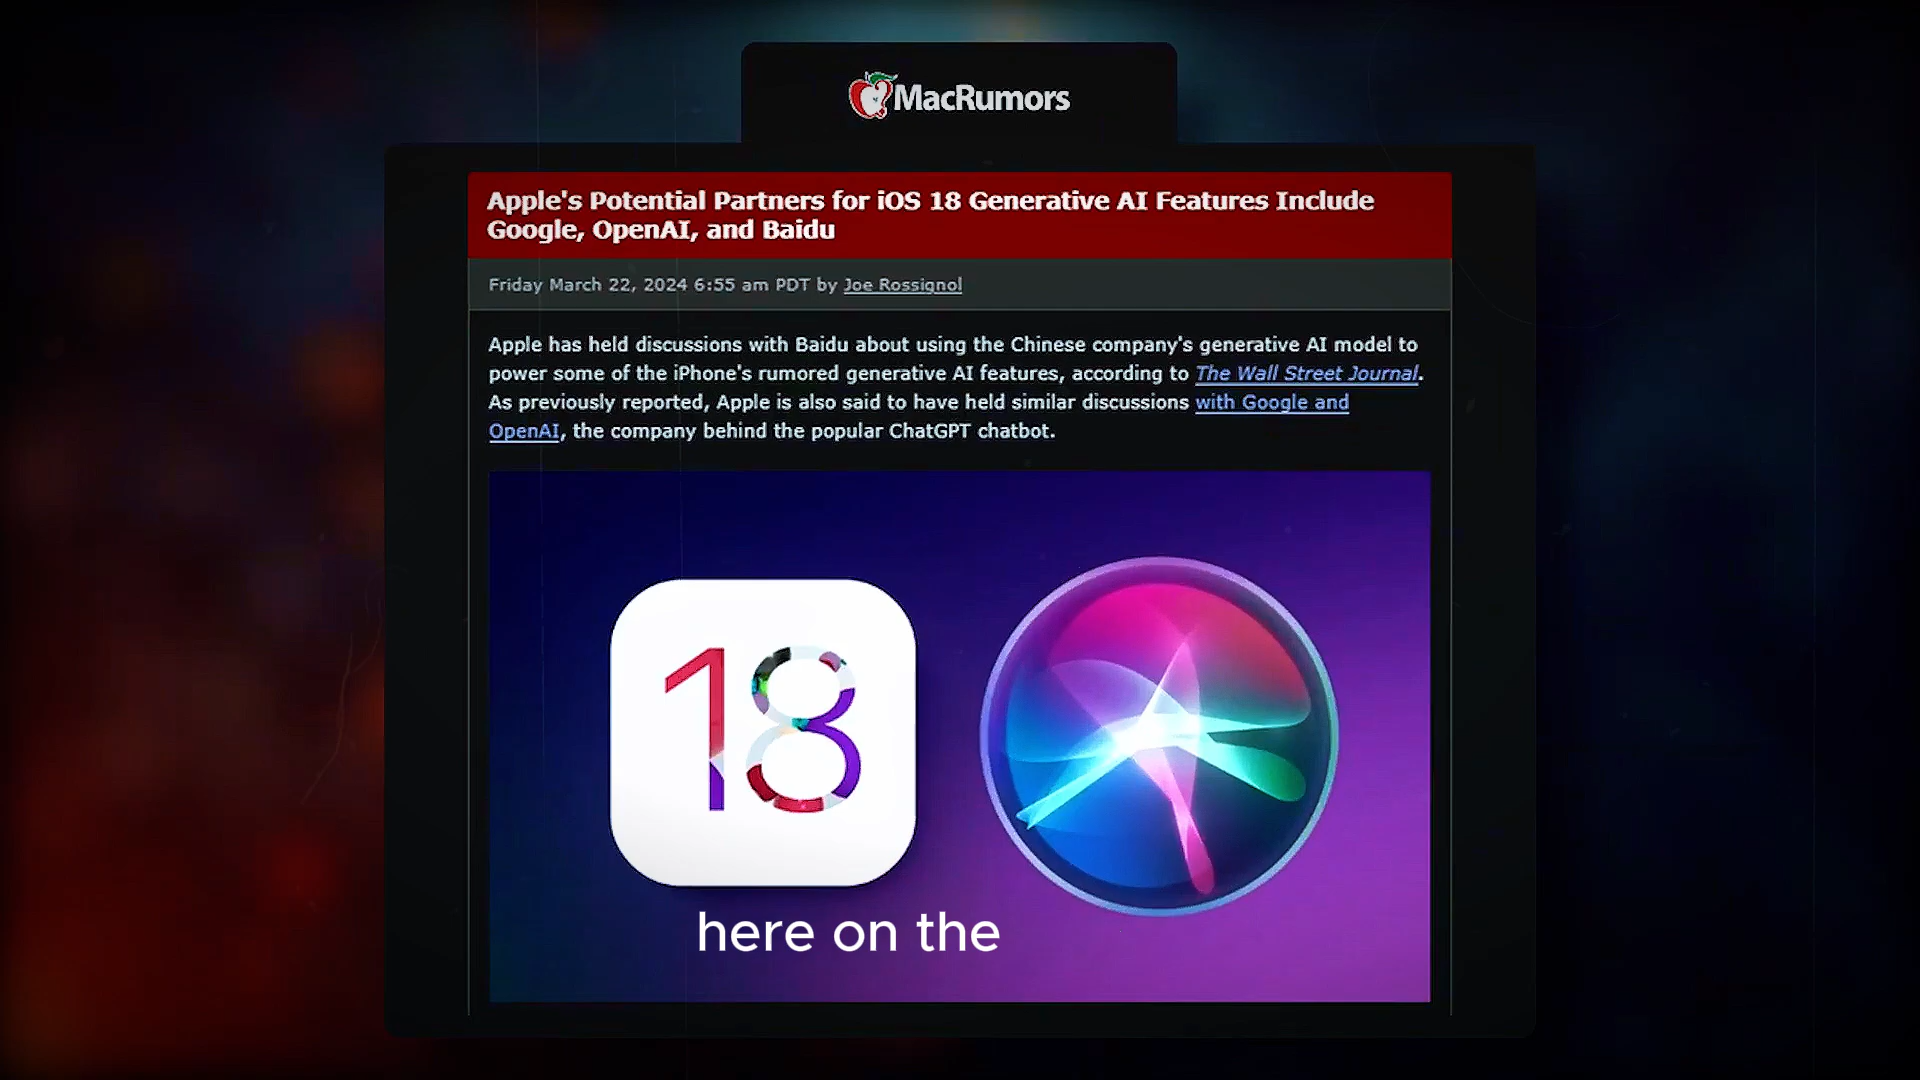 MacRumors
Apple's Potential Partners for iOS 18 Generative AI Features Include
Google, OpenAI, and Baidu
Friday March 22, 2024 6:55 am PDT by Joe Rossignol
Apple has held discussions with Baidu about using the Chinese company's generative AI model to
power some of the iPhone's rumored generative AI features, according to The Wall Street Journal.
As previously reported, Apple is also said to have held similar discussions with Google and
OpenAI, the company behind the popular ChatGPT chatbot.
18
here on the